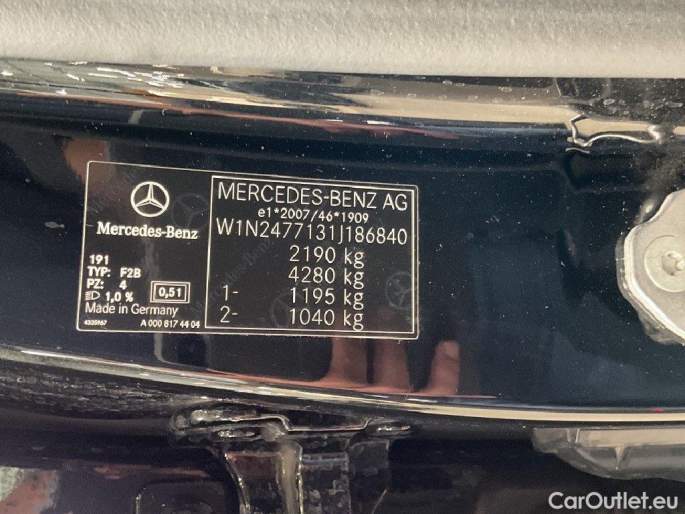 Mercedes-Benz
191
TYP: F2B
PZ: 4
1,0 % 0,51
Made in Germany
4335167 A 000 817 44 04
MERCEDES-BENZ AG
e1*2007/46*1909
W1N2477131J186840
2190 kg
4280 kg
1- 1195 kg
2- 1040 kg
CarOutlet.eu